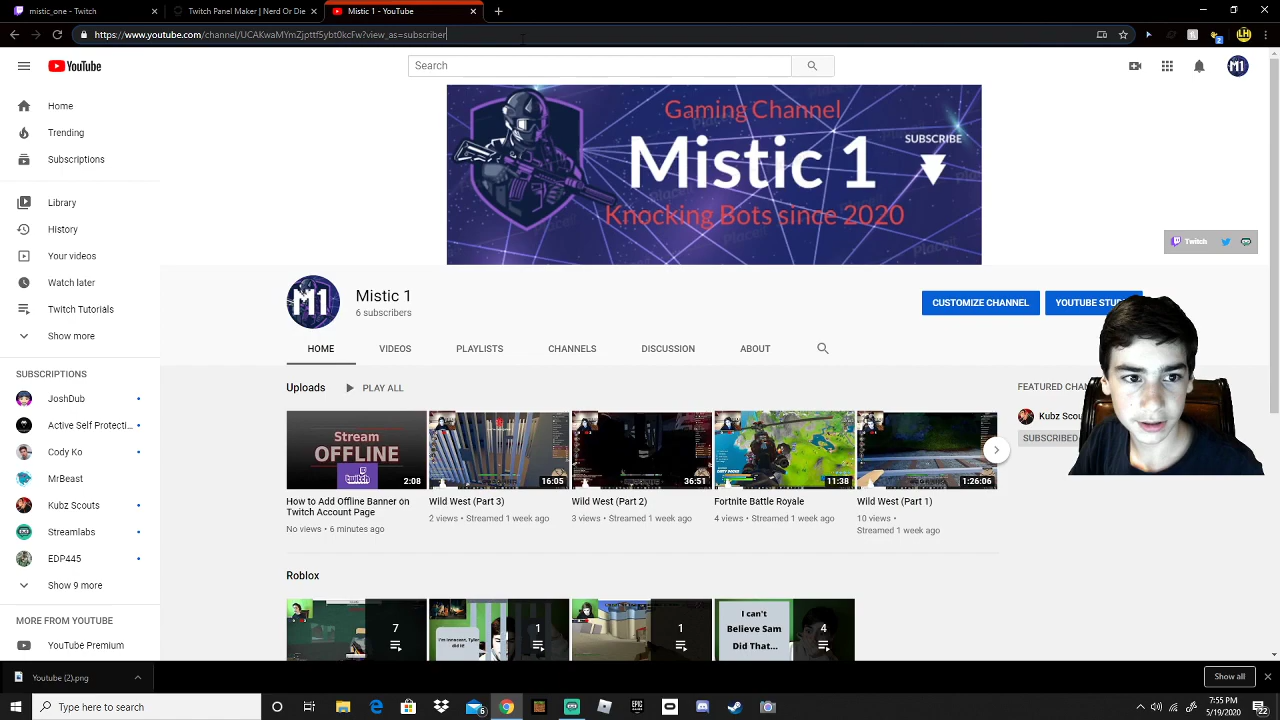 mistic_one - Twitch
Twitch Panel Maker | Nerd Or Die
Mistic 1 - YouTube
https://www.youtube.com/channel/UCAKwaMYmZjpttf5ybt0kcFw?view_as=subscriber
LH
YouTube
Search
M1
Home
Trending
Subscriptions
Library
History
Your videos
Watch later
Twitch Tutorials
Show more
SUBSCRIPTIONS
JoshDub
Active Self Protecti...
Cody Ko
MrBeast
Kubz Scouts
Streamlabs
EDP445
Show 9 more
MORE FROM YOUTUBE
YouTube Premium
Gaming Channel
Mistic 1
SUBSCRIBE
Knocking Bots since 2020
Twitch
M1
Mistic 1
6 subscribers
CUSTOMIZE CHANNEL
HOME
VIDEOS
PLAYLISTS
CHANNELS
DISCUSSION
ABOUT
Uploads
PLAY ALL
Stream
OFFLINE
twitch
2:08
16:05
36:51
11:38
1:26:06
How to Add Offline Banner on
Twitch Account Page
No views • 6 minutes ago
Wild West (Part 3)
2 views • Streamed 1 week ago
Wild West (Part 2)
3 views • Streamed 1 week ago
Fortnite Battle Royale
4 views • Streamed 1 week ago
Wild West (Part 1)
10 views •
Streamed 1 week ago
FEATURED CHAN
Kubz Scou
SUBSCRIBED
Roblox
7
1
1
I can't
Believe Sam
Did That...
4
Youtube (2).png
Show all
Type here to search
EPIC
7:55 PM
5/19/2020